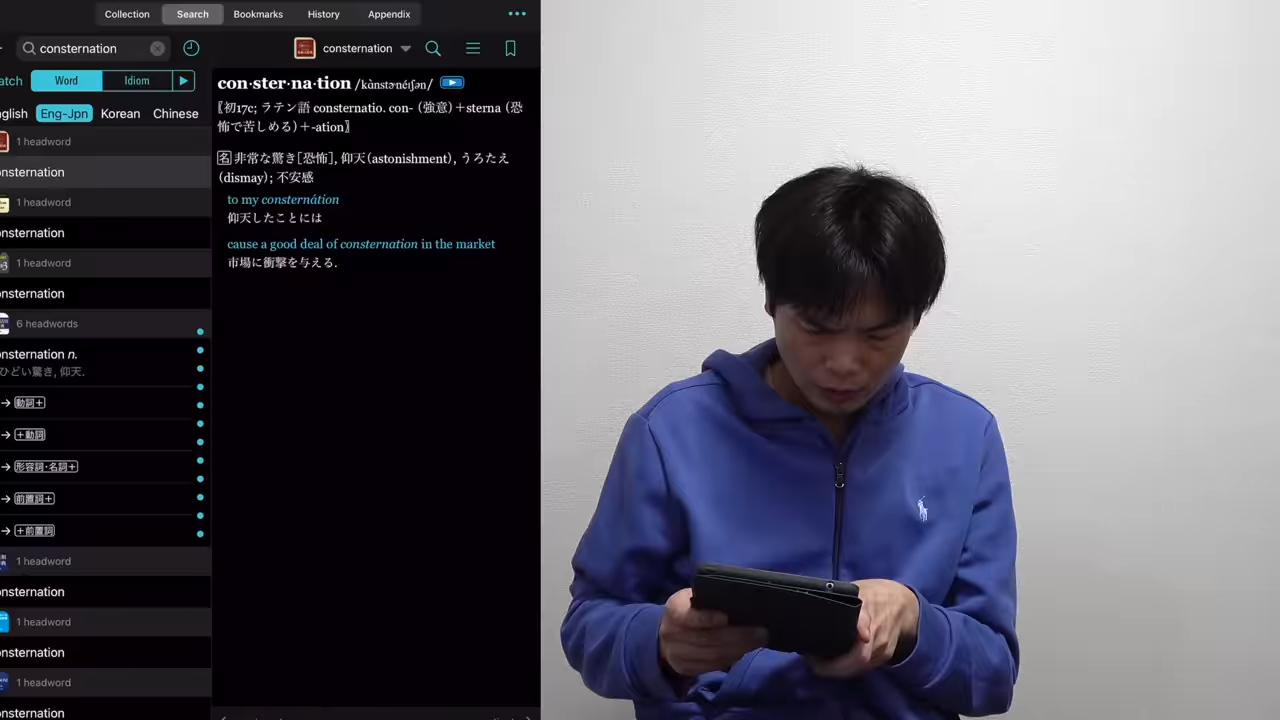 Collection Search Bookmarks History Appendix
consternation
consternation
atch Word Idiom
nglish Eng-Jpn Korean Chinese
1 headword
onsternation
1 headword
onsternation
1 headword
onsternation
6 headwords
onsternation n.
ひどい驚き, 仰天.
→ 動詞+
→ +動詞
→ 形容詞・名詞+
→ 前置詞+
→ +前置詞
1 headword
onsternation
1 headword
onsternation
1 headword
onsternation
con·ster·na·tion /kɑ̀nstɚnéɪʃən/
〚初17c; ラテン語 consternatio. con- (強意)+sterna (恐
怖で苦しめる)+-ation〛
名 非常な驚き[恐怖], 仰天(astonishment), うろたえ
(dismay); 不安感
to my consternátion
仰天したことには
cause a good deal of consternation in the market
市場に衝撃を与える.